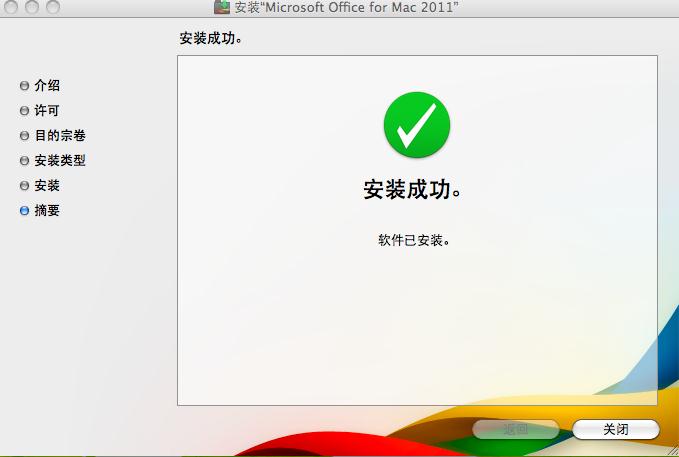 安装“Microsoft Office for Mac 2011”
安装成功。
介绍
许可
目的宗卷
安装类型
安装
摘要
安装成功。
软件已安装。
返回
关闭